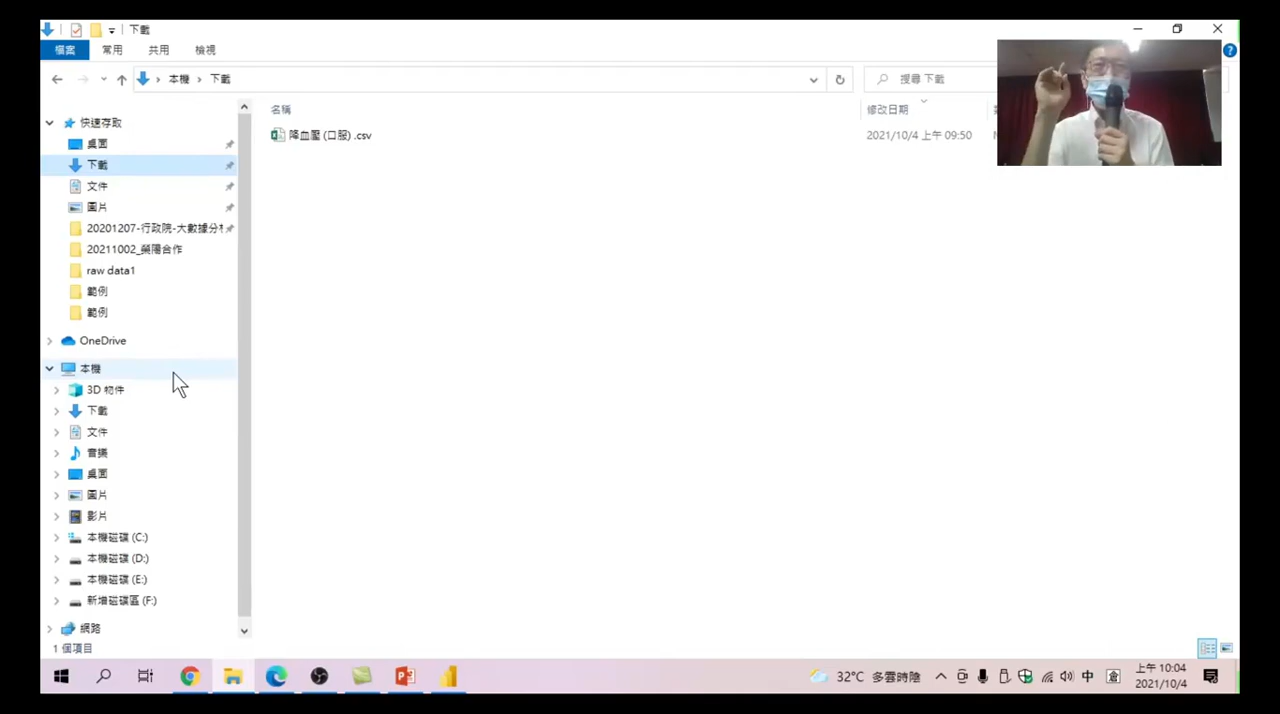 下載
檔案 常用 共用 檢視
本機 下載
搜尋 下載
名稱
修改日期
快速存取
降血壓 (口服) .csv
2021/10/4 上午 09:50
桌面
下載
文件
圖片
20201207-行政院-大數據分
20211002_榮陽合作
raw data1
範例
範例
OneDrive
本機
3D 物件
下載
文件
音樂
桌面
圖片
影片
本機磁碟 (C:)
本機磁碟 (D:)
本機磁碟 (E:)
新增磁碟區 (F:)
網路
1 個項目
32°C 多雲時陰
中
倉
上午 10:04
2021/10/4